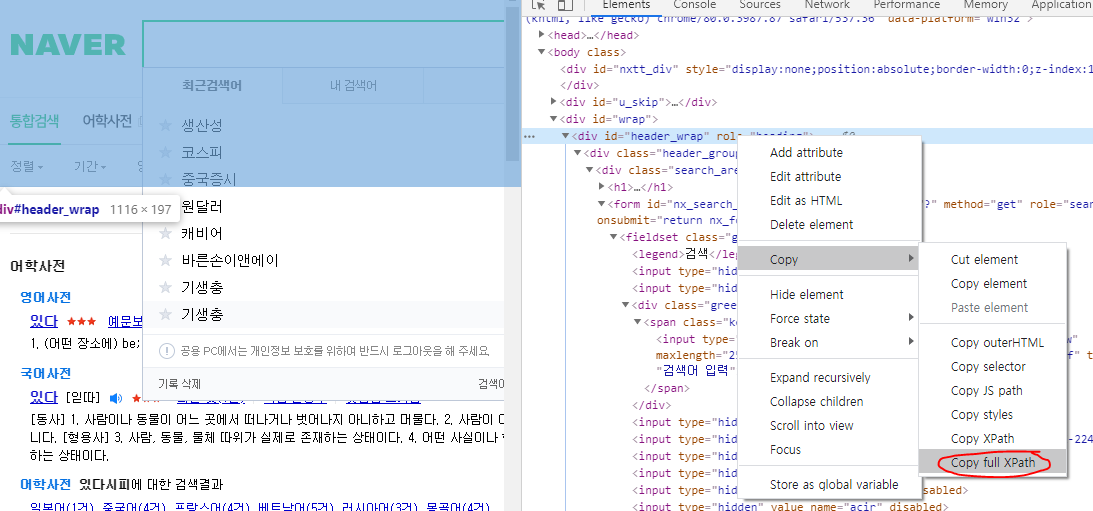 NAVER
최근검색어
내 검색어
통합검색
어학사전
정렬
기간
생산성
코스피
중국증시
원달러
캐비어
바른손이앤에이
기생충
기생충
공용 PC에서는 개인정보 보호를 위하여 반드시 로그아웃을 해 주세요.
기록 삭제
검색어
div#header_wrap 1116 × 197
어학사전
영어사전
있다 ★★★ 예문보
1. (어떤 장소에) be;
국어사전
있다 [읻따]
[동사] 1. 사람이나 동물이 어느 곳에서 떠나거나 벗어나지 아니하고 머물다. 2. 사람이 어
니다. [형용사] 3. 사람, 동물, 물체 따위가 실제로 존재하는 상태이다. 4. 어떤 사실이나
하는 상태이다.
어학사전 있다시피에 대한 검색결과
일본어(1건), 중국어(4건), 프랑스어(4건), 베트남어(5건), 러시아어(3건), 몽골어(4건)
Elements Console Sources Network Performance Memory Application
(KHTML, like Gecko) Chrome/80.0.3987.87 Safari/537.36" data-platform="Win32">
<head>…</head>
<body class>
<div id="nxtt_div" style="display:none;position:absolute;border-width:0;z-index:1
</div>
<div id="u_skip">…</div>
<div id="wrap">
<div id="header_wrap" role="heading">
<div class="header_grou
<div class="search_are
<h1>…</h1>
<form id="nx_search_ ?" method="get" role="sear
onsubmit="return nx_fo
<fieldset class="g
<legend>검색</leg
<input type="hid
<input type="hid
<div class="gree
<span class="ke
<input type=
maxlength="25
"검색어 입력"
</span>
</div>
<input type="hid
<input type="hid -224
<input type="hid
<input type="hid
<input type="hid
<input type="hid disabled>
<input type="hidden" value name="acir" disabled>
Add attribute
Edit attribute
Edit as HTML
Delete element
Copy
Hide element
Force state
Break on
Expand recursively
Collapse children
Scroll into view
Focus
Store as global variable
Cut element
Copy element
Paste element
Copy outerHTML
Copy selector
Copy JS path
Copy styles
Copy XPath
Copy full XPath